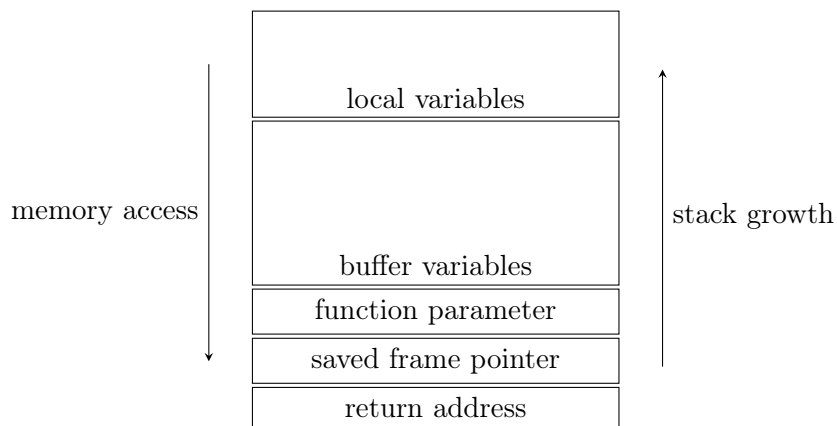 local variables
memory access
stack growth
buffer variables
function parameter
saved frame pointer
return address